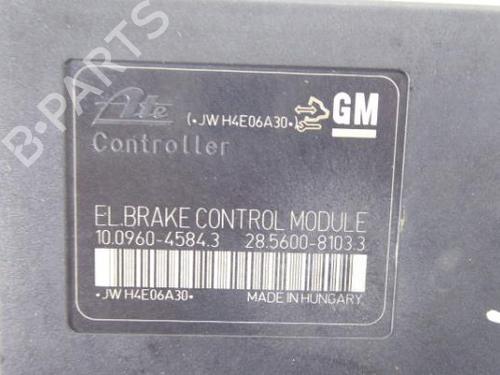 B-PARTS
Ate
(•JW H4E06A30•)
GM
Controller
EL.BRAKE CONTROL MODULE
10.0960-4584.3 28.5600-8103.3
•JW H4E06A30•
MADE IN HUNGARY